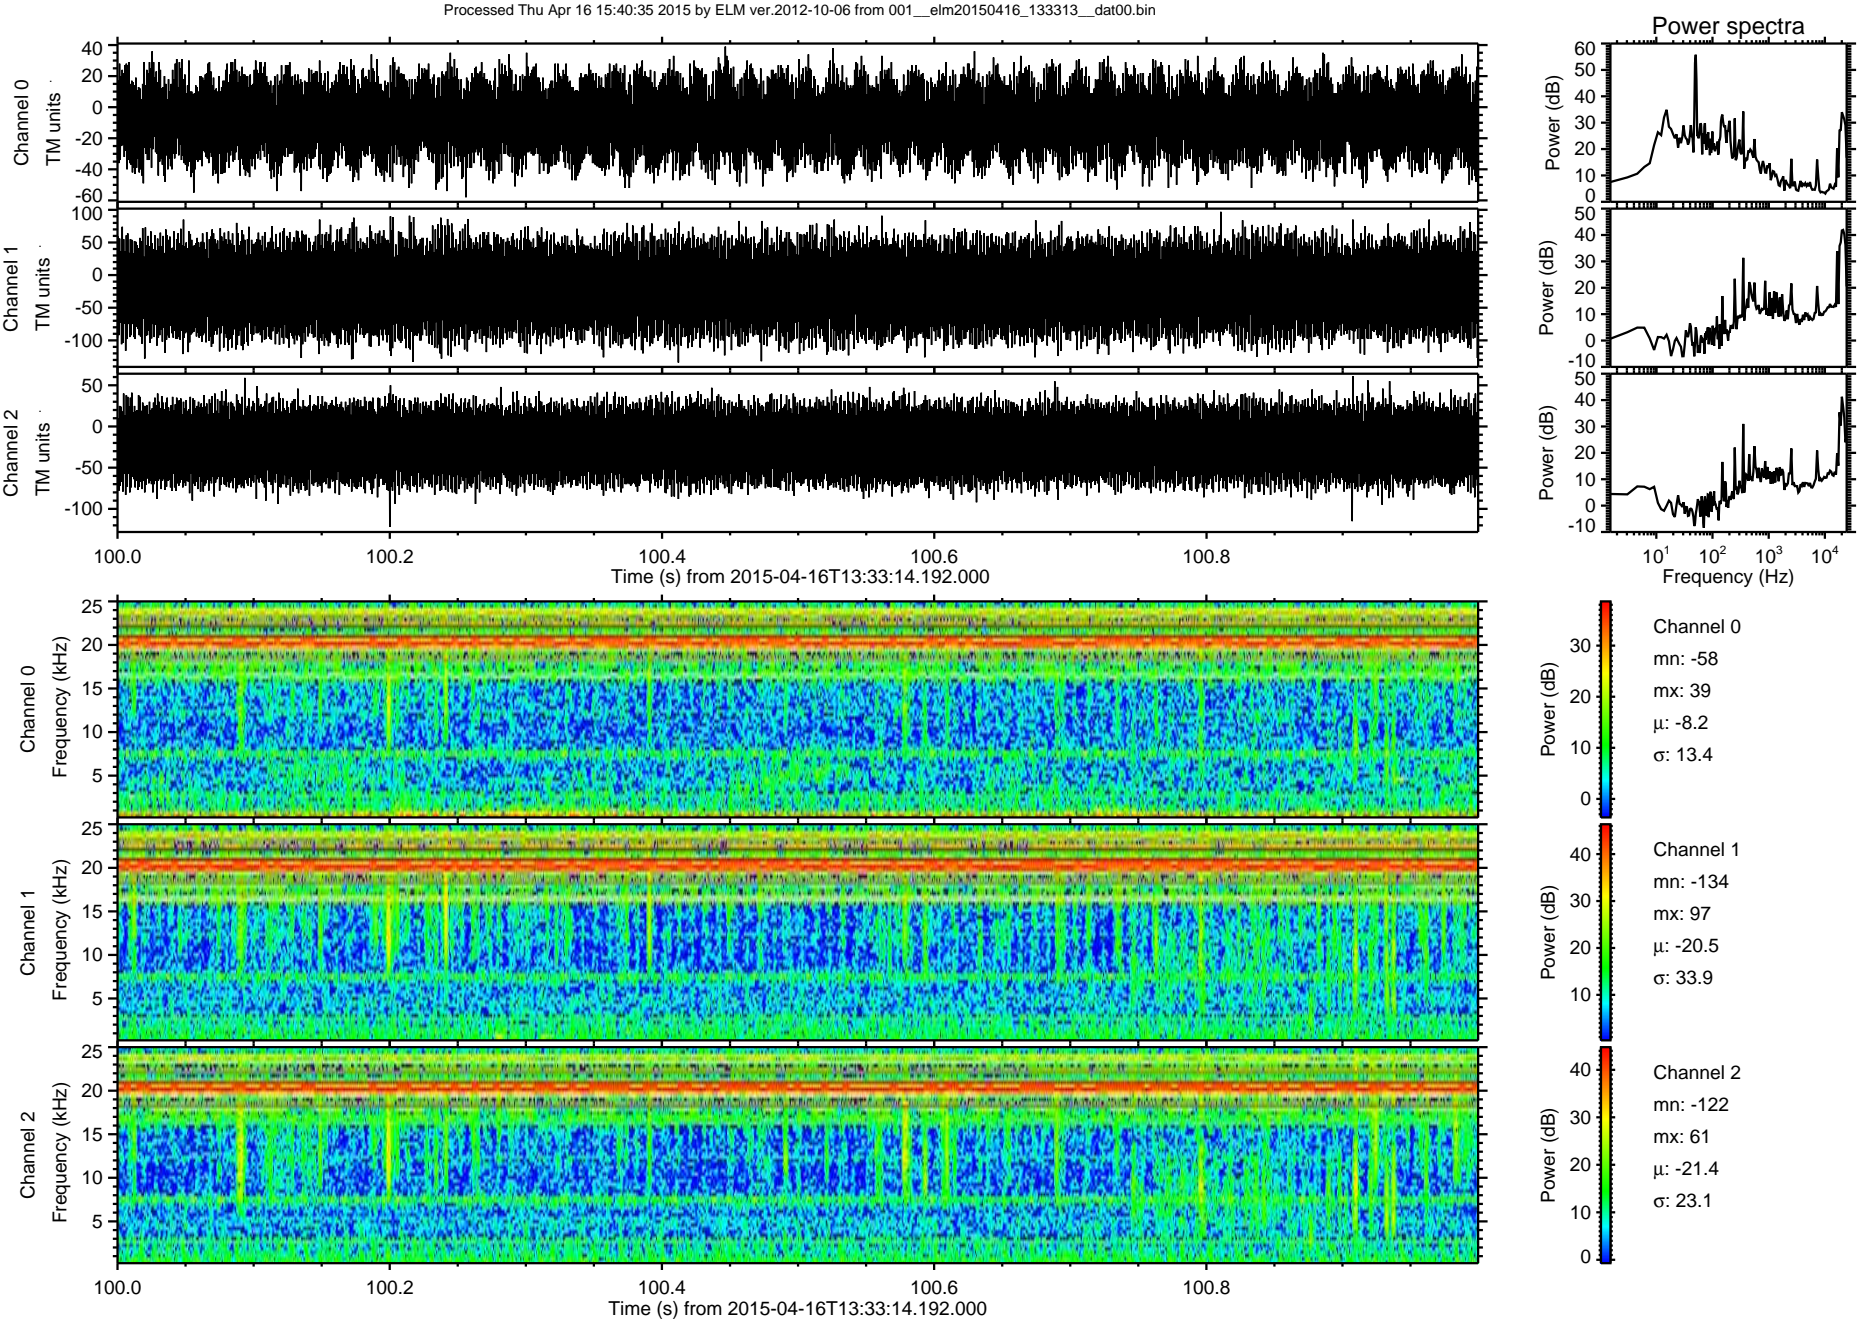 Processed Thu Apr 16 15:40:35 2015 by ELM ver.2012-10-06 from 001__elm20150416_133313__dat00.bin
Power spectra
Channel 0
TM units
40
20
0
-20
-40
-60
Power (dB)
60
50
40
30
20
10
0
Channel 1
TM units
100
50
0
-50
-100
Power (dB)
50
40
30
20
10
0
-10
Channel 2
TM units
50
0
-50
-100
Power (dB)
50
40
30
20
10
0
-10
100.0
100.2
100.4
100.6
100.8
Time (s) from 2015-04-16T13:33:14.192.000
10^1
10^2
10^3
10^4
Frequency (Hz)
Channel 0
Frequency (kHz)
25
20
15
10
5
Power (dB)
30
20
10
0
Channel 0
mn: -58
mx: 39
µ: -8.2
σ: 13.4
Channel 1
Frequency (kHz)
25
20
15
10
5
Power (dB)
40
30
20
10
Channel 1
mn: -134
mx: 97
µ: -20.5
σ: 33.9
Channel 2
Frequency (kHz)
25
20
15
10
5
Power (dB)
40
30
20
10
0
Channel 2
mn: -122
mx: 61
µ: -21.4
σ: 23.1
100.0
100.2
100.4
100.6
100.8
Time (s) from 2015-04-16T13:33:14.192.000